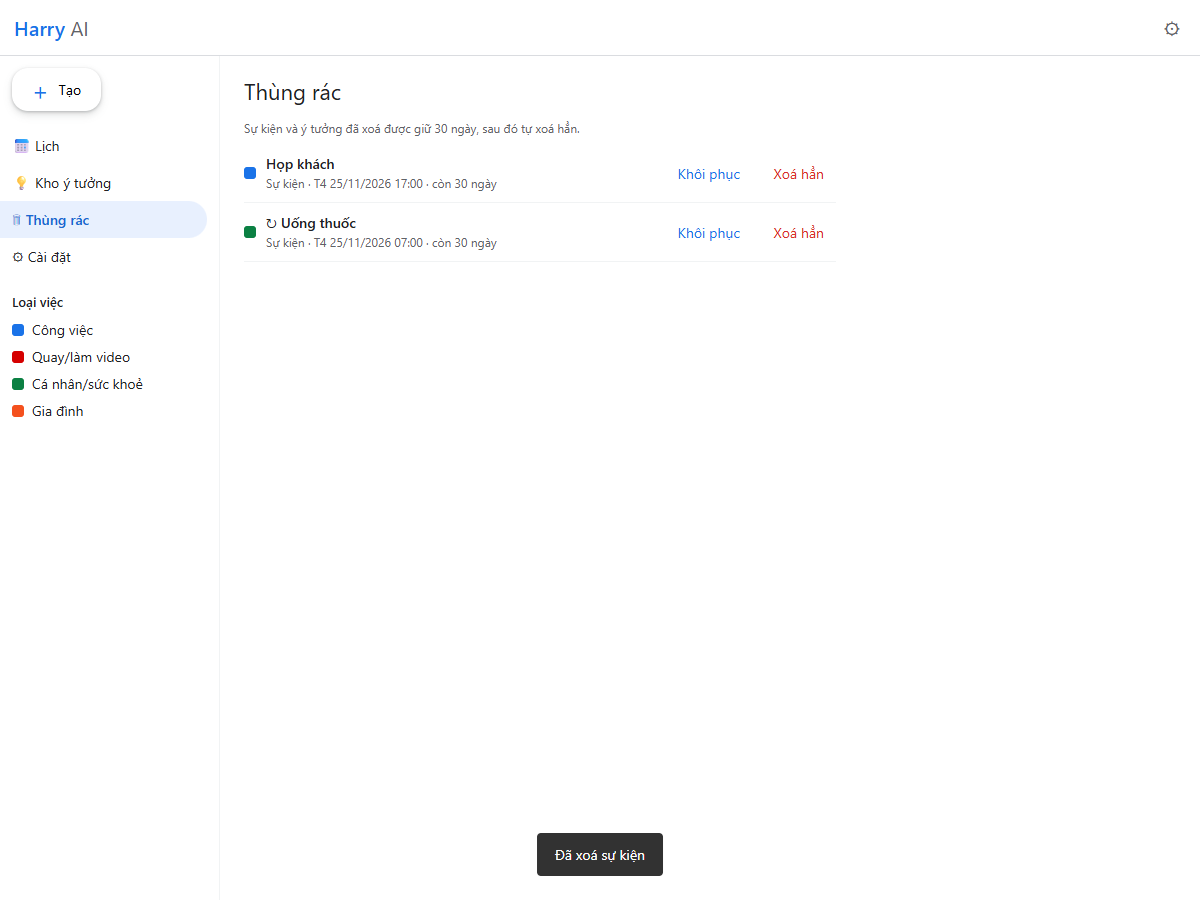 Harry AI
+ Tạo
Lịch
Kho ý tưởng
Thùng rác
Cài đặt
Loại việc
Công việc
Quay/làm video
Cá nhân/sức khoẻ
Gia đình
Thùng rác
Sự kiện và ý tưởng đã xoá được giữ 30 ngày, sau đó tự xoá hẳn.
Họp khách
Sự kiện · T4 25/11/2026 17:00 · còn 30 ngày
Khôi phục Xoá hẳn
↻ Uống thuốc
Sự kiện · T4 25/11/2026 07:00 · còn 30 ngày
Khôi phục Xoá hẳn
Đã xoá sự kiện